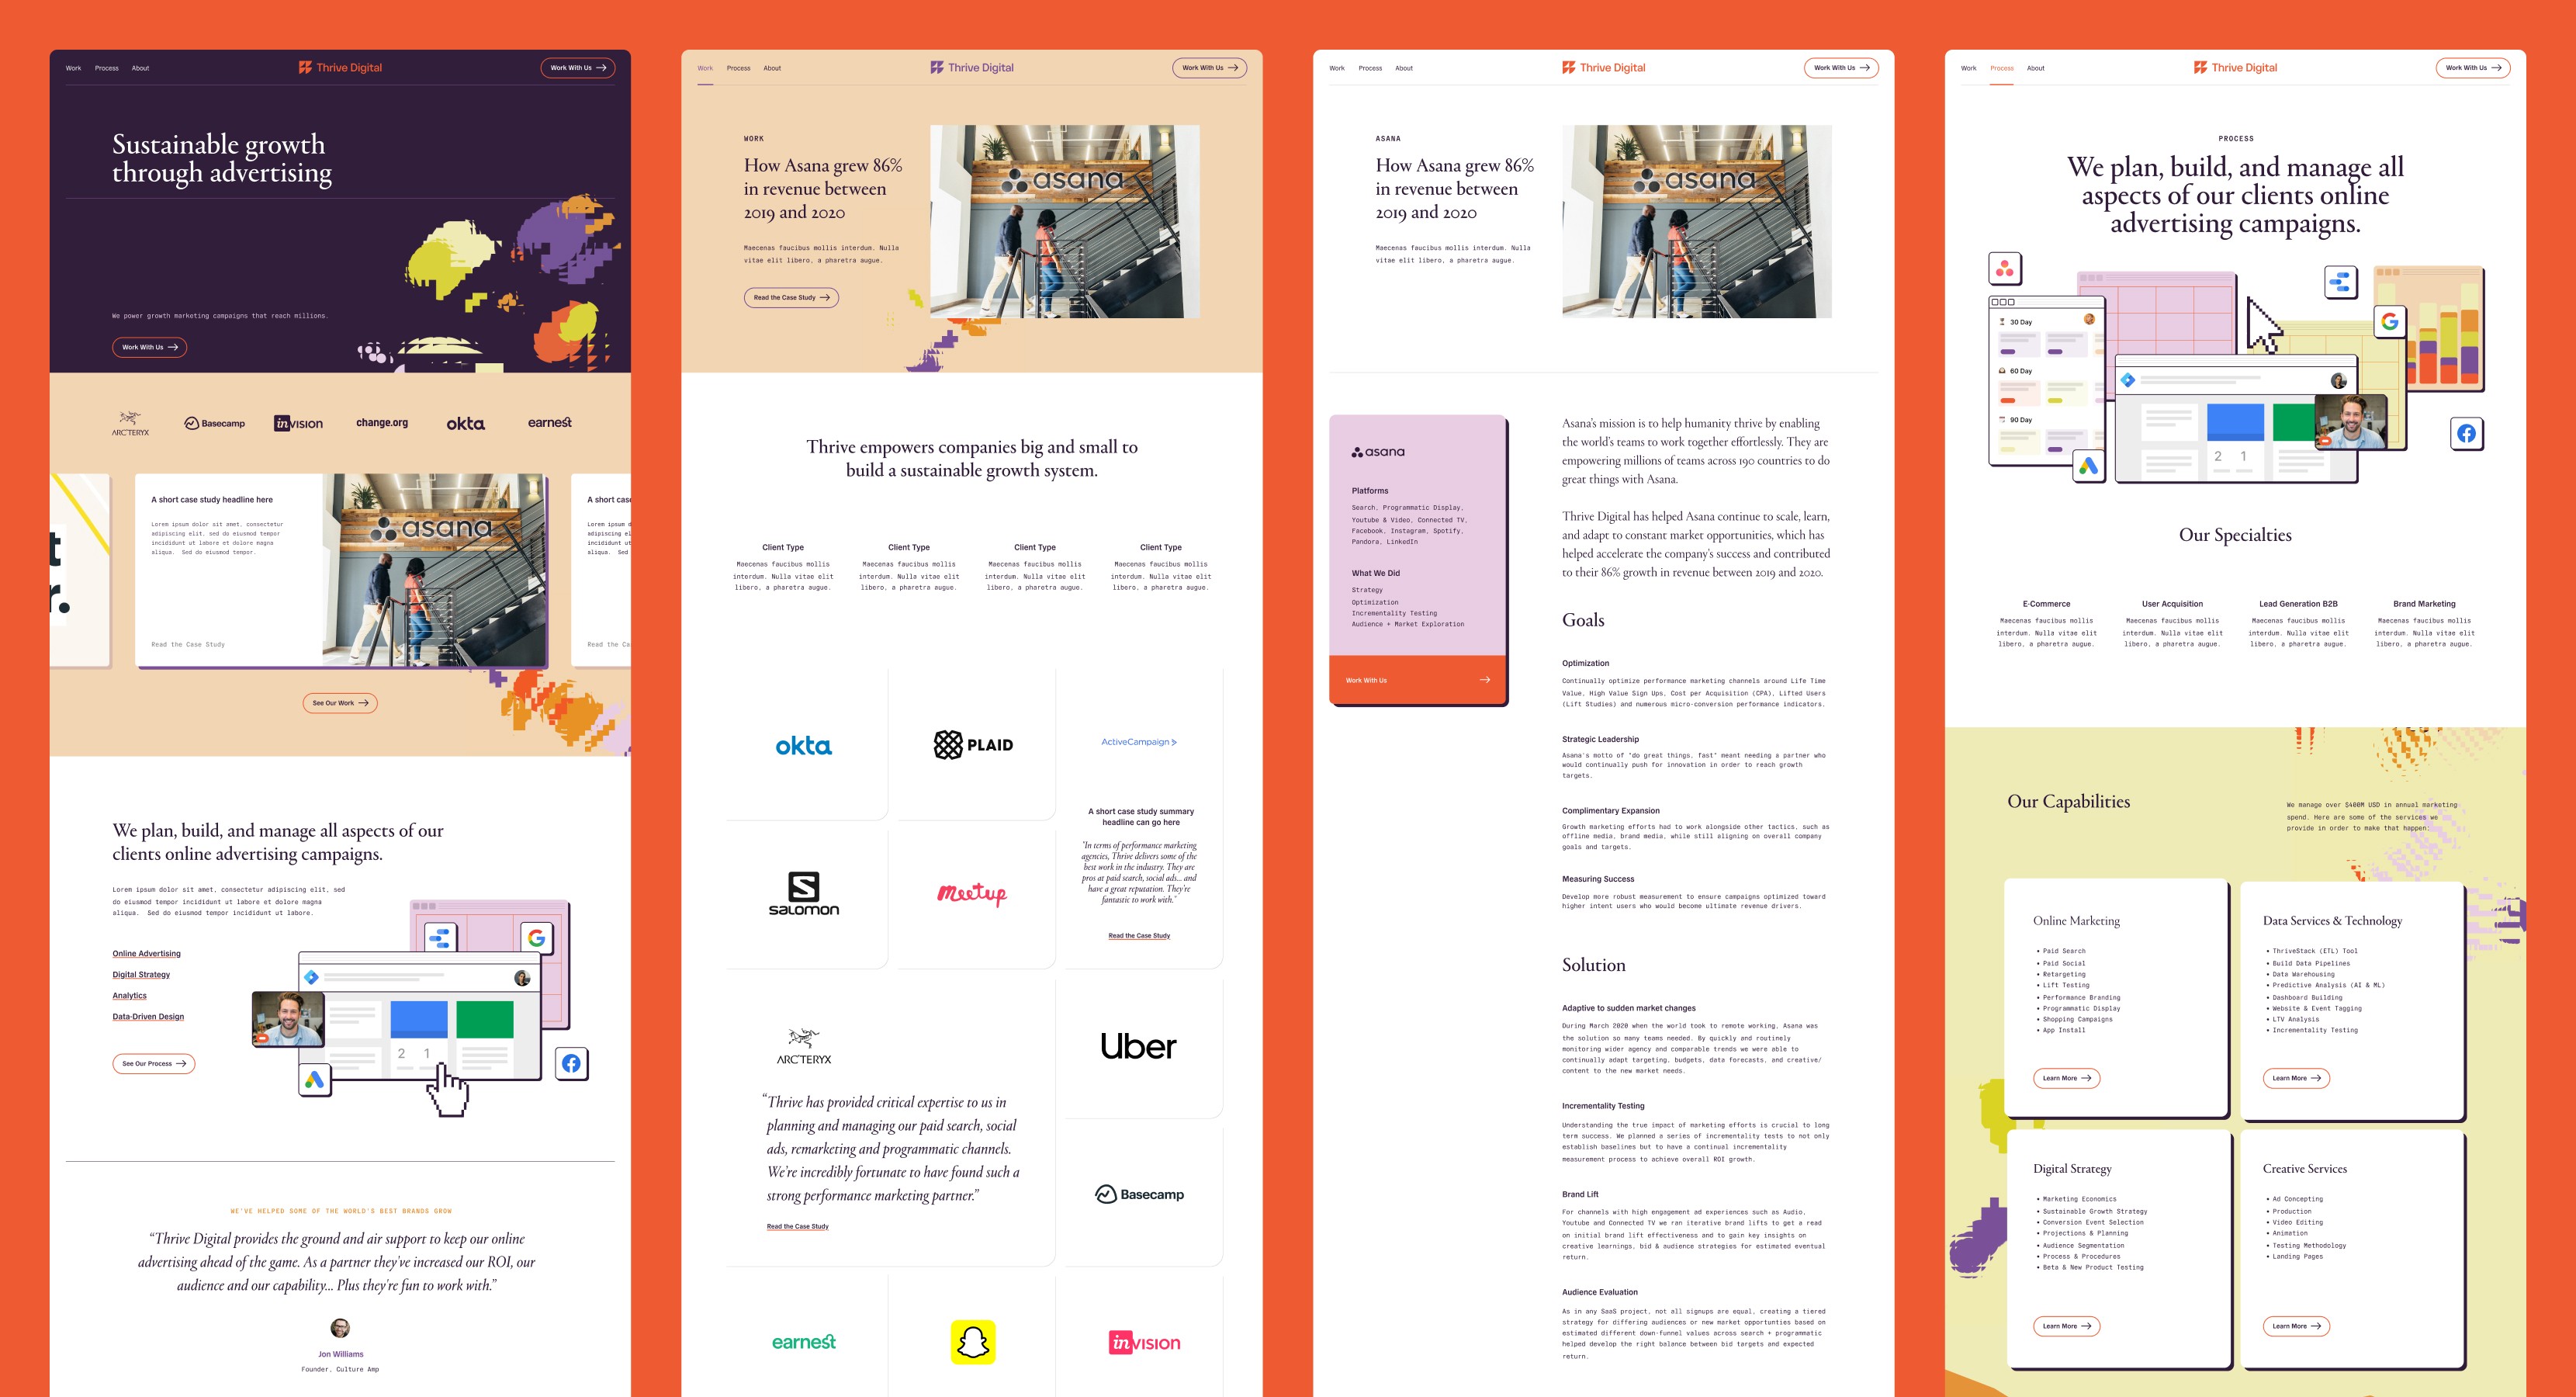 Work Process About
Thrive Digital
Work With Us
Sustainable growth
through advertising
We power growth marketing campaigns that reach millions.
Work With Us
ARC'TERYX
Basecamp
inVISION
change.org
okta
earnest
t
r.
A short case study headline here
Lorem ipsum dolor sit amet, consectetur
adipiscing elit, sed do eiusmod tempor
incididunt ut labore et dolore magna
aliqua. Sed do eiusmod tempor.
Read the Case Study
asana
A short cas
Lorem ipsum d
adipiscing el
incididunt ut
aliqua. Sed
Read the Ca
See Our Work
We plan, build, and manage all aspects of our
clients online advertising campaigns.
Lorem ipsum dolor sit amet, consectetur adipiscing elit, sed
do eiusmod tempor incididunt ut labore et dolore magna
aliqua. Sed do eiusmod tempor incididunt ut labore.
Online Advertising
Digital Strategy
Analytics
Data-Driven Design
See Our Process
2 1
WE'VE HELPED SOME OF THE WORLD'S BEST BRANDS GROW
“Thrive Digital provides the ground and air support to keep our online
advertising ahead of the game. As a partner they've increased our ROI, our
audience and our capability... Plus they're fun to work with.”
Jon Williams
Founder, Culture Amp
Work Process About
Thrive Digital
Work With Us
WORK
How Asana grew 86%
in revenue between
2019 and 2020
Maecenas faucibus mollis interdum. Nulla
vitae elit libero, a pharetra augue.
Read the Case Study
asana
Thrive empowers companies big and small to
build a sustainable growth system.
Client Type
Maecenas faucibus mollis
interdum. Nulla vitae elit
libero, a pharetra augue.
Client Type
Maecenas faucibus mollis
interdum. Nulla vitae elit
libero, a pharetra augue.
Client Type
Maecenas faucibus mollis
interdum. Nulla vitae elit
libero, a pharetra augue.
Client Type
Maecenas faucibus mollis
interdum. Nulla vitae elit
libero, a pharetra augue.
okta
PLAID
ActiveCampaign
A short case study summary
headline can go here
"In terms of performance marketing
agencies, Thrive delivers some of the
best work in the industry. They are
pros at paid search, social ads... and
have a great reputation. They're
fantastic to work with."
Read the Case Study
SALOMON
meetup
ARC'TERYX
“Thrive has provided critical expertise to us in
planning and managing our paid search, social
ads, remarketing and programmatic channels.
We're incredibly fortunate to have found such a
strong performance marketing partner.”
Read the Case Study
Uber
Basecamp
earnest
inVISION
Work Process About
Thrive Digital
Work With Us
ASANA
How Asana grew 86%
in revenue between
2019 and 2020
Maecenas faucibus mollis interdum. Nulla
vitae elit libero, a pharetra augue.
asana
asana
Platforms
Search, Programmatic Display,
Youtube & Video, Connected TV,
Facebook, Instagram, Spotify,
Pandora, LinkedIn
What We Did
Strategy
Optimization
Incrementality Testing
Audience + Market Exploration
Work With Us
Asana's mission is to help humanity thrive by enabling
the world's teams to work together effortlessly. They are
empowering millions of teams across 190 countries to do
great things with Asana.
Thrive Digital has helped Asana continue to scale, learn,
and adapt to constant market opportunities, which has
helped accelerate the company's success and contributed
to their 86% growth in revenue between 2019 and 2020.
Goals
Optimization
Continually optimize performance marketing channels around Life Time
Value, High Value Sign Ups, Cost per Acquisition (CPA), Lifted Users
(Lift Studies) and numerous micro-conversion performance indicators.
Strategic Leadership
Asana's motto of "do great things, fast" meant needing a partner who
would continually push for innovation in order to reach growth
targets.
Complimentary Expansion
Growth marketing efforts had to work alongside other tactics, such as
offline media, brand media, while still aligning on overall company
goals and targets.
Measuring Success
Develop more robust measurement to ensure campaigns optimized toward
higher intent users who would become ultimate revenue drivers.
Solution
Adaptive to sudden market changes
During March 2020 when the world took to remote working, Asana was
the solution so many teams needed. By quickly and routinely
monitoring wider agency and comparable trends we were able to
continually adapt targeting, budgets, data forecasts, and creative/
content to the new market needs.
Incrementality Testing
Understanding the true impact of marketing efforts is crucial to long
term success. We planned a series of incrementality tests to not only
establish baselines but to have a continual incrementality
measurement process to achieve overall ROI growth.
Brand Lift
For channels with high engagement ad experiences such as Audio,
Youtube and Connected TV we ran iterative brand lifts to get a read
on initial brand lift effectiveness and to gain key insights on
creative learnings, bid & audience strategies for estimated eventual
return.
Audience Evaluation
As in any SaaS project, not all signups are equal, creating a tiered
strategy for differing audiences or new market opportunities based on
estimated different down-funnel values across search + programmatic
helped develop the right balance between bid targets and expected
return.
Work Process About
Thrive Digital
Work With Us
PROCESS
We plan, build, and manage all
aspects of our clients online
advertising campaigns.
30 Day
60 Day
90 Day
2 1
Our Specialties
E-Commerce
Maecenas faucibus mollis
interdum. Nulla vitae elit
libero, a pharetra augue.
User Acquisition
Maecenas faucibus mollis
interdum. Nulla vitae elit
libero, a pharetra augue.
Lead Generation B2B
Maecenas faucibus mollis
interdum. Nulla vitae elit
libero, a pharetra augue.
Brand Marketing
Maecenas faucibus mollis
interdum. Nulla vitae elit
libero, a pharetra augue.
Our Capabilities
We manage over $400M USD in annual marketing
spend. Here are some of the services we
provide in order to make that happen.
Online Marketing
• Paid Search
• Paid Social
• Retargeting
• Lift Testing
• Performance Branding
• Programmatic Display
• Shopping Campaigns
• App Install
Learn More
Data Services & Technology
• ThriveStack (ETL) Tool
• Build Data Pipelines
• Data Warehousing
• Predictive Analysis (AI & ML)
• Dashboard Building
• Website & Event Tagging
• LTV Analysis
• Incrementality Testing
Learn More
Digital Strategy
• Marketing Economics
• Sustainable Growth Strategy
• Conversion Event Selection
• Projections & Planning
• Audience Segmentation
• Process & Procedures
• Beta & New Product Testing
Learn More
Creative Services
• Ad Concepting
• Production
• Video Editing
• Animation
• Testing Methodology
• Landing Pages
Learn More